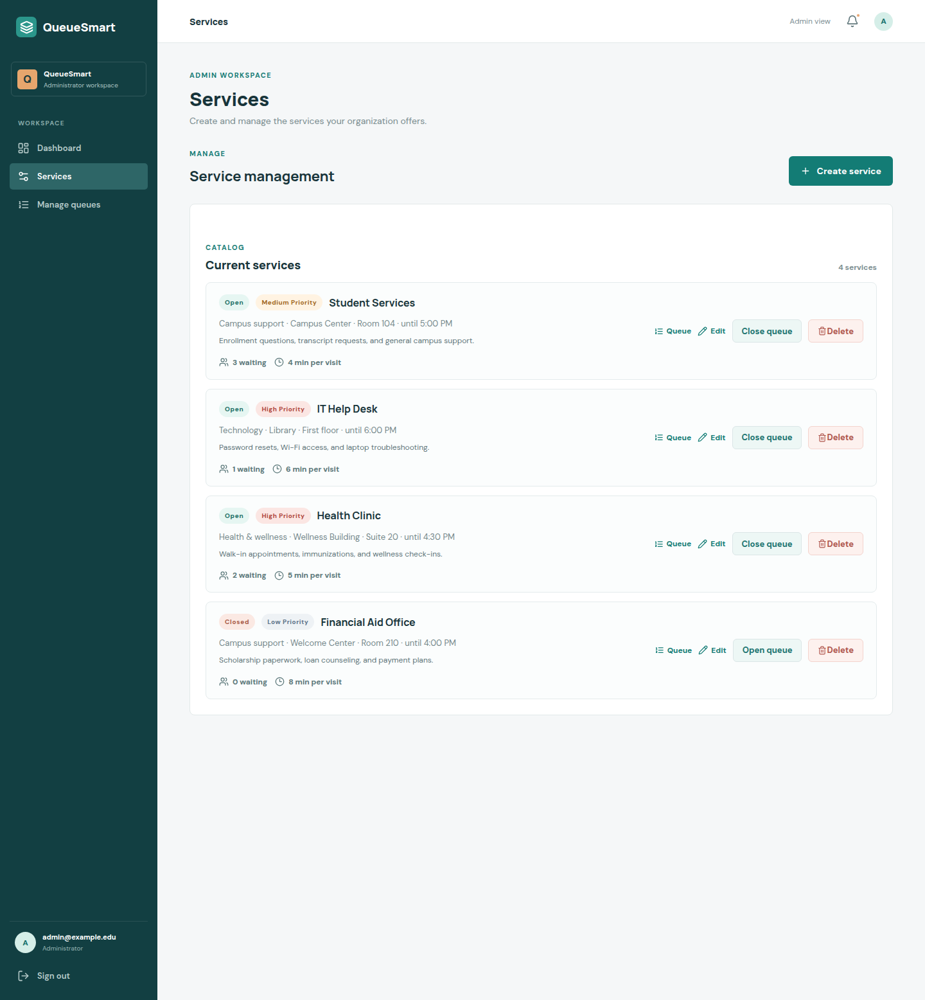 QueueSmart
Services
Admin view
A
Q
QueueSmart
Administrator workspace
WORKSPACE
Dashboard
Services
Manage queues
ADMIN WORKSPACE
Services
Create and manage the services your organization offers.
MANAGE
Service management
Create service
CATALOG
Current services
4 services
Open Medium Priority Student Services
Campus support · Campus Center · Room 104 · until 5:00 PM
Enrollment questions, transcript requests, and general campus support.
3 waiting 4 min per visit
Queue Edit Close queue Delete
Open High Priority IT Help Desk
Technology · Library · First floor · until 6:00 PM
Password resets, Wi-Fi access, and laptop troubleshooting.
1 waiting 6 min per visit
Queue Edit Close queue Delete
Open High Priority Health Clinic
Health & wellness · Wellness Building · Suite 20 · until 4:30 PM
Walk-in appointments, immunizations, and wellness check-ins.
2 waiting 5 min per visit
Queue Edit Close queue Delete
Closed Low Priority Financial Aid Office
Campus support · Welcome Center · Room 210 · until 4:00 PM
Scholarship paperwork, loan counseling, and payment plans.
0 waiting 8 min per visit
Queue Edit Open queue Delete
A
admin@example.edu
Administrator
Sign out